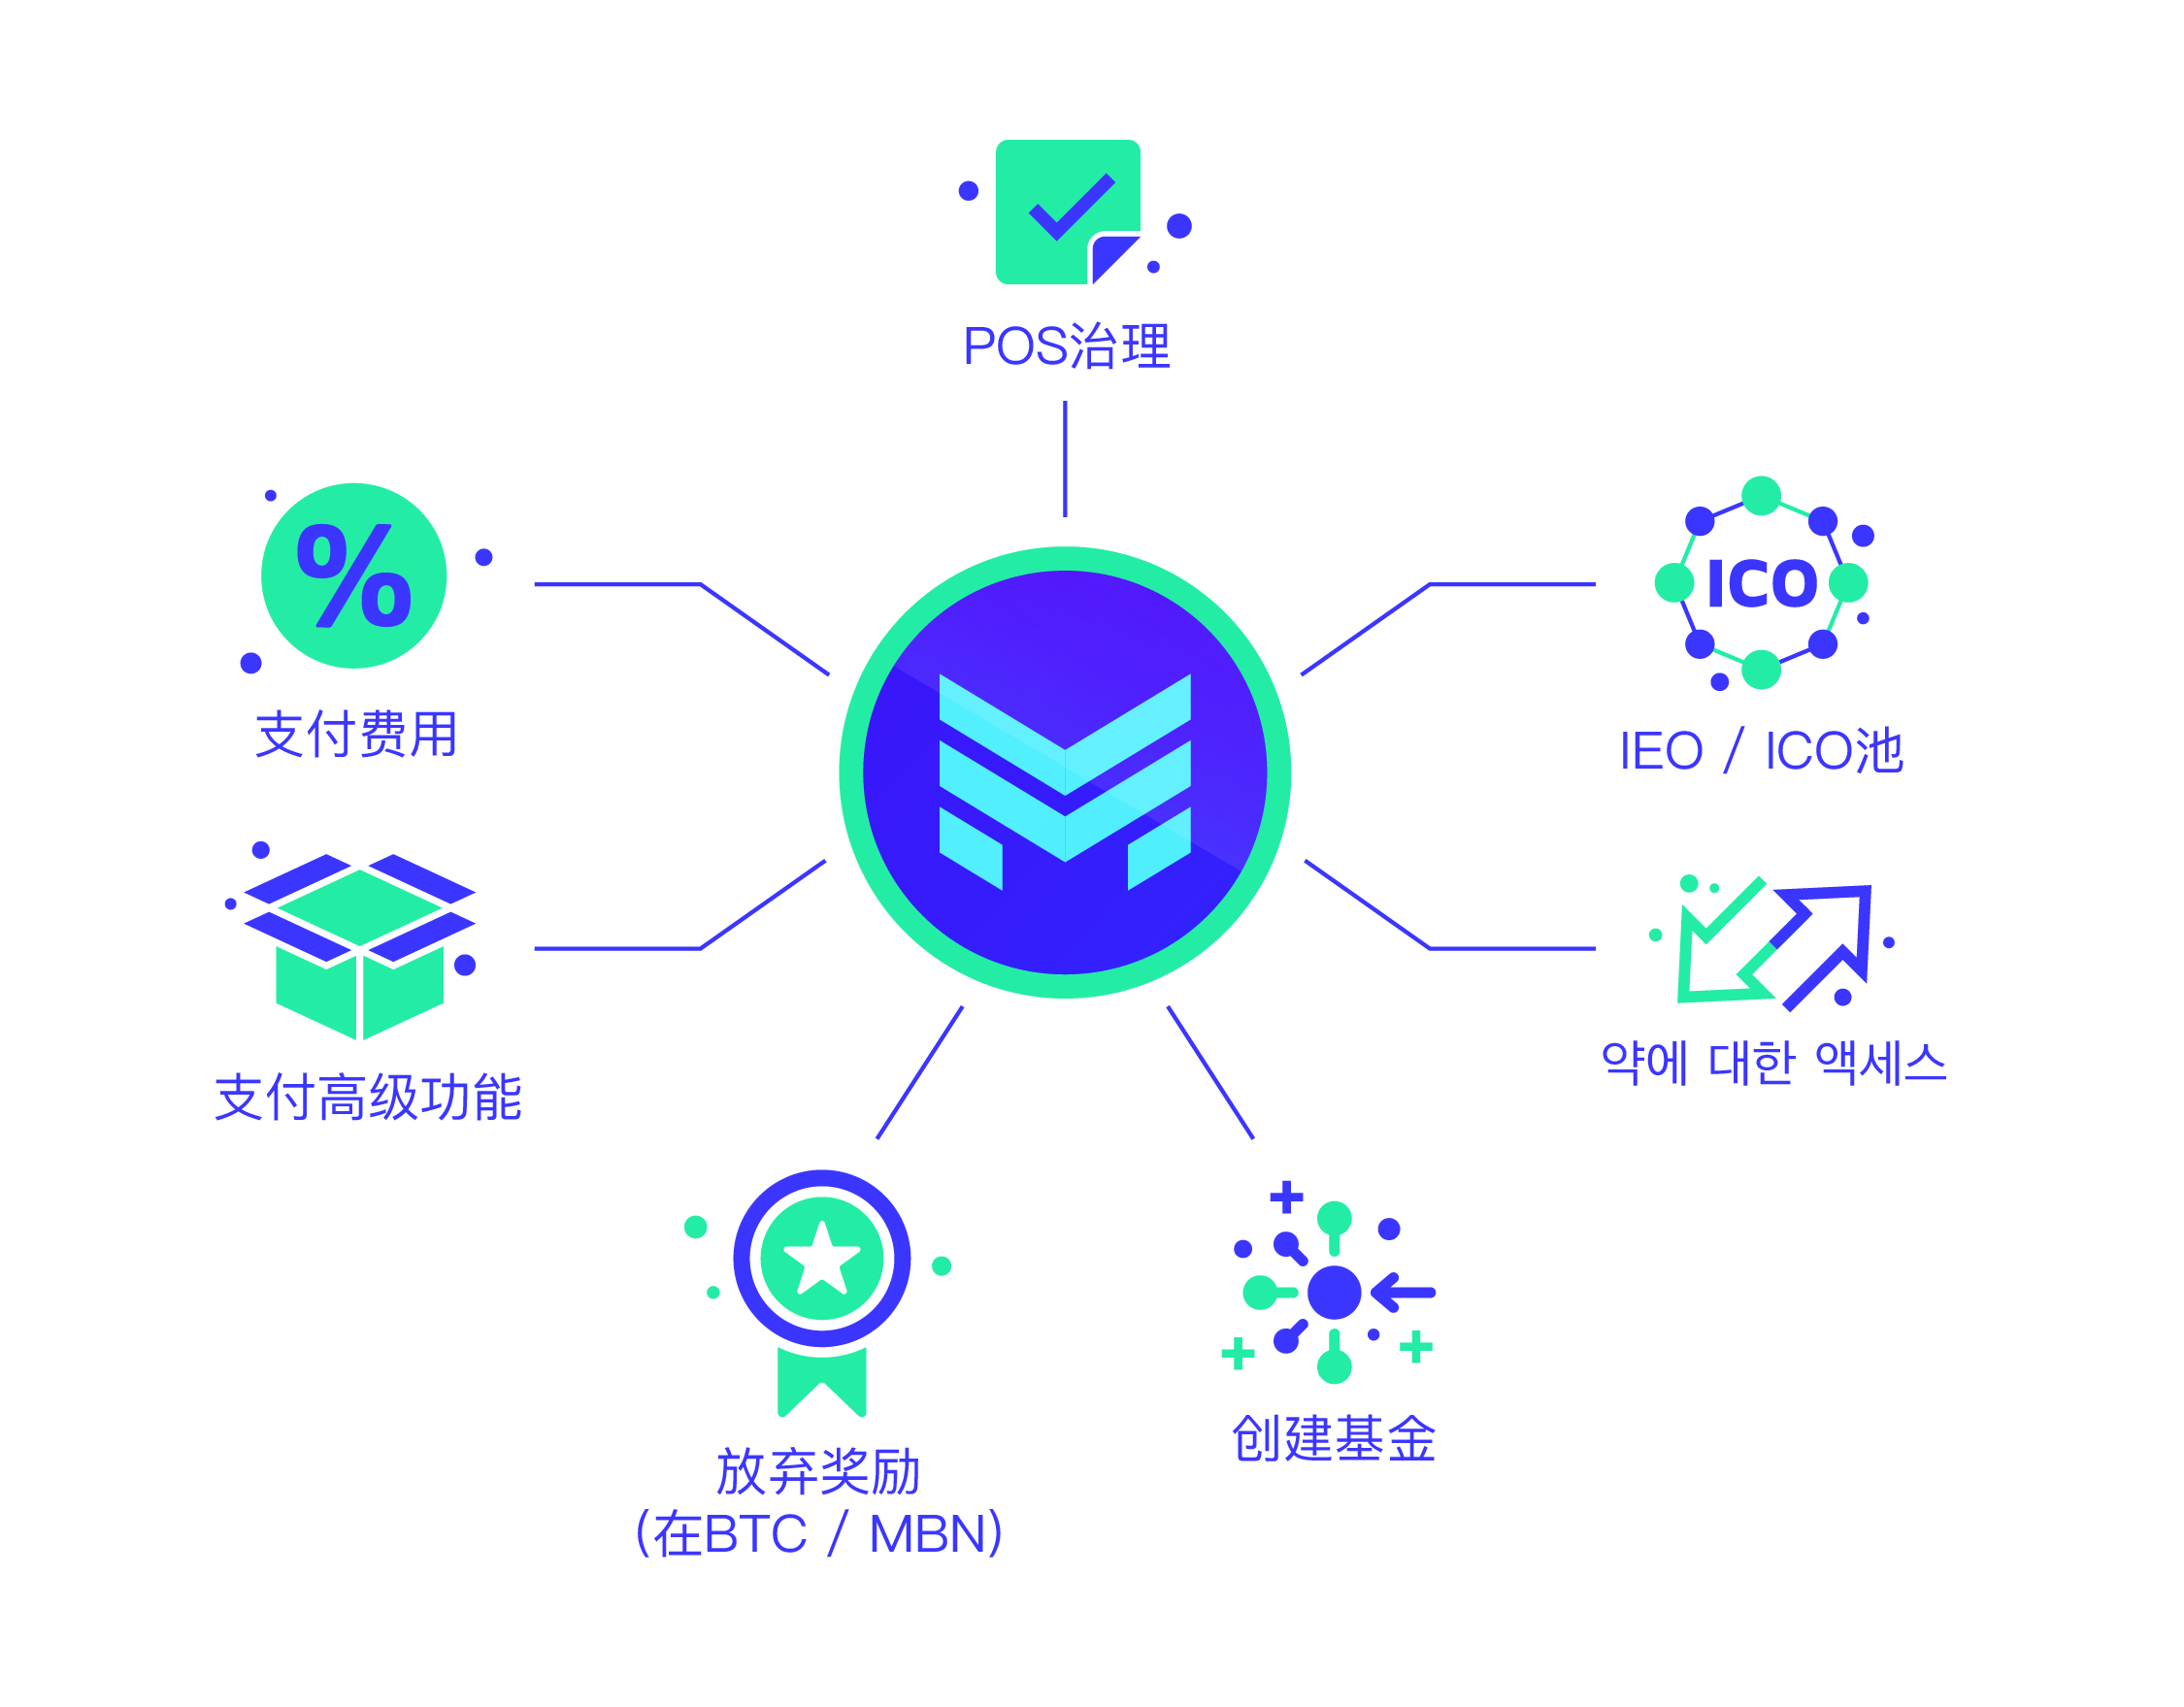 POS治理
%
ICO
支付费用
IEO / ICO池
支付高级功能
약에 대한 액세스
创建基金
放弃奖励
(在BTC / MBN)